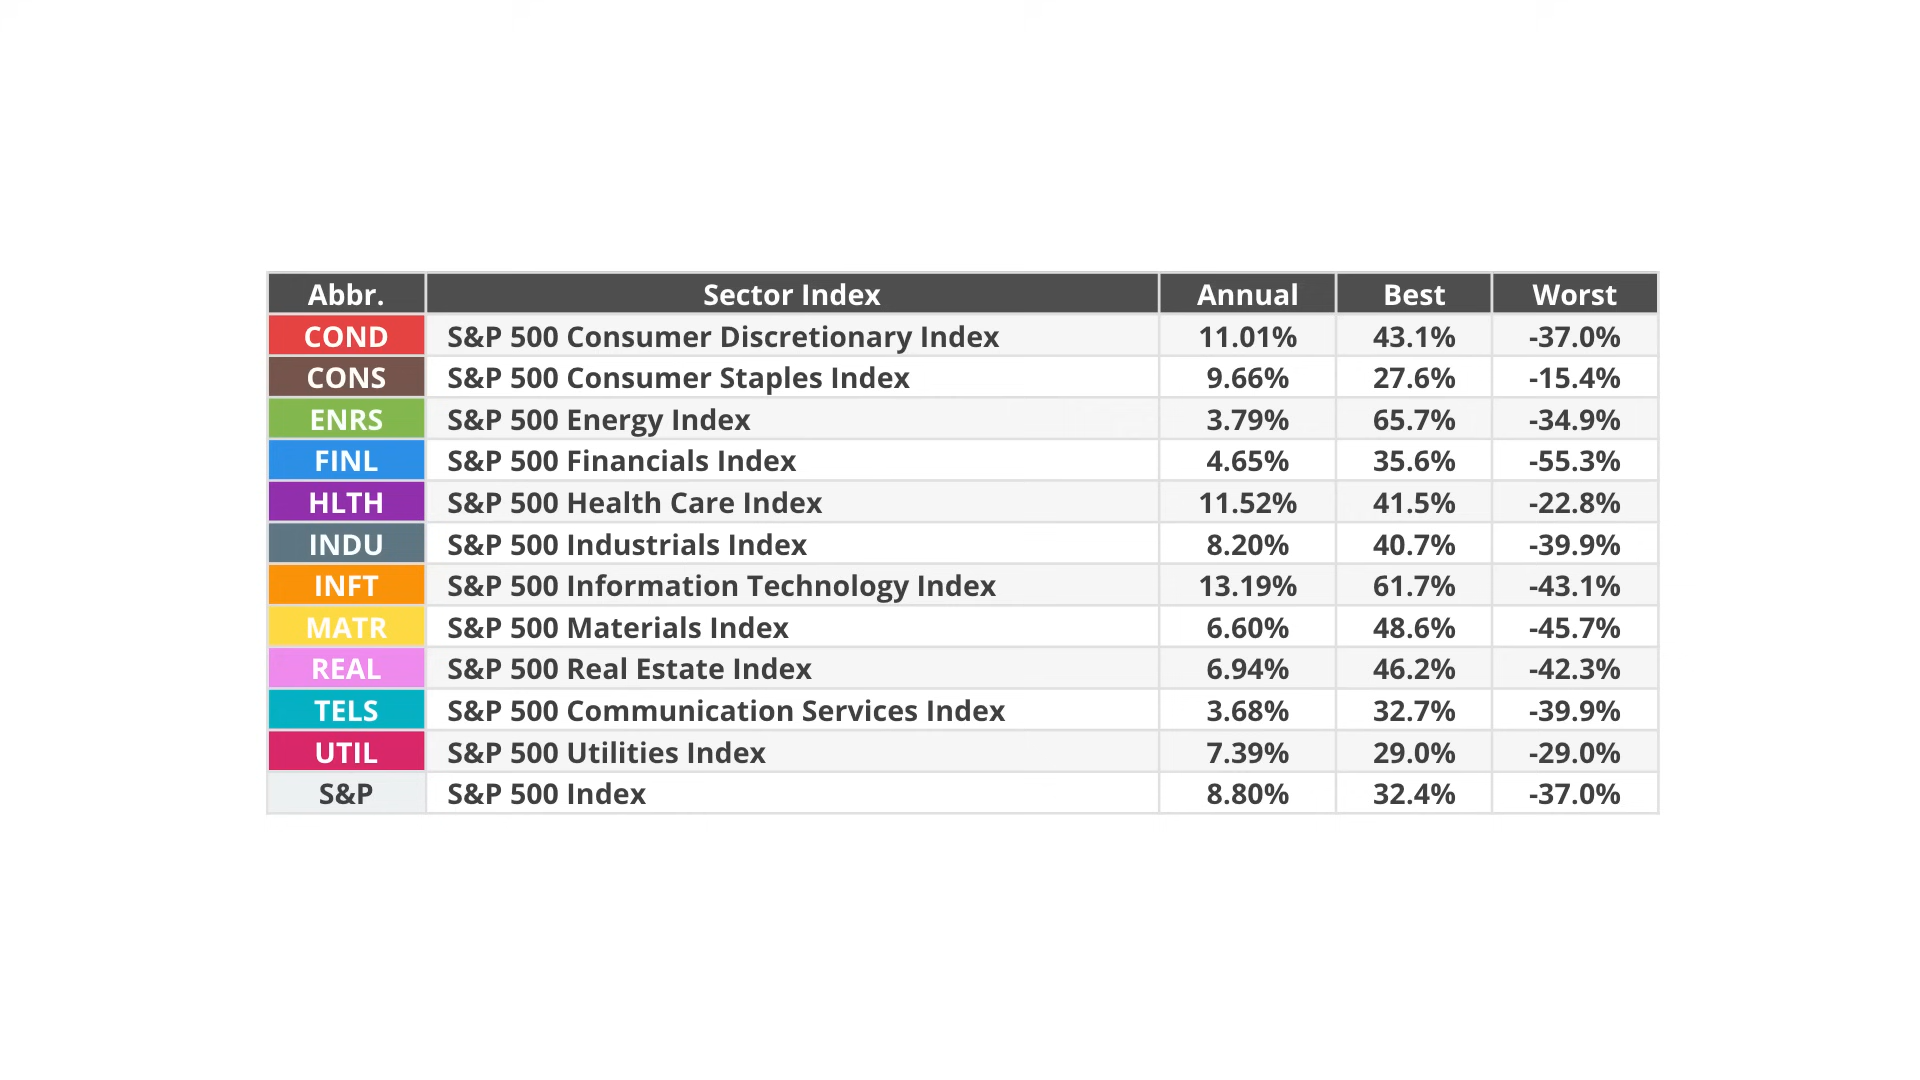 Abbr. Sector Index Annual Best Worst
COND S&P 500 Consumer Discretionary Index 11.01% 43.1% -37.0%
CONS S&P 500 Consumer Staples Index 9.66% 27.6% -15.4%
ENRS S&P 500 Energy Index 3.79% 65.7% -34.9%
FINL S&P 500 Financials Index 4.65% 35.6% -55.3%
HLTH S&P 500 Health Care Index 11.52% 41.5% -22.8%
INDU S&P 500 Industrials Index 8.20% 40.7% -39.9%
INFT S&P 500 Information Technology Index 13.19% 61.7% -43.1%
MATR S&P 500 Materials Index 6.60% 48.6% -45.7%
REAL S&P 500 Real Estate Index 6.94% 46.2% -42.3%
TELS S&P 500 Communication Services Index 3.68% 32.7% -39.9%
UTIL S&P 500 Utilities Index 7.39% 29.0% -29.0%
S&P S&P 500 Index 8.80% 32.4% -37.0%